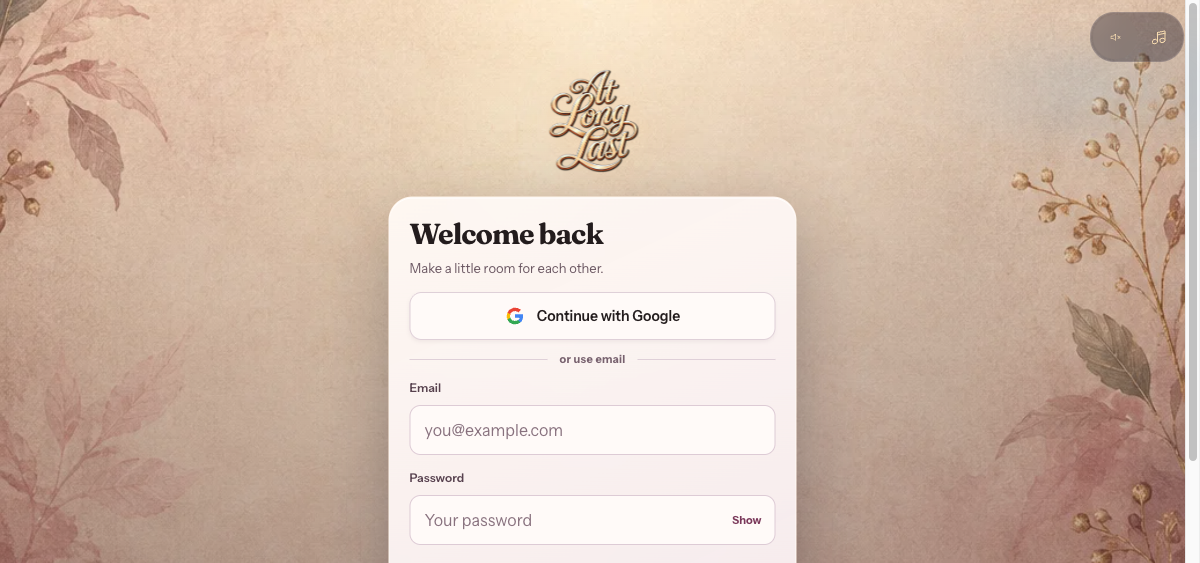 At
Long
Last
Welcome back
Make a little room for each other.
Continue with Google
or use email
Email
you@example.com
Password
Your password
Show